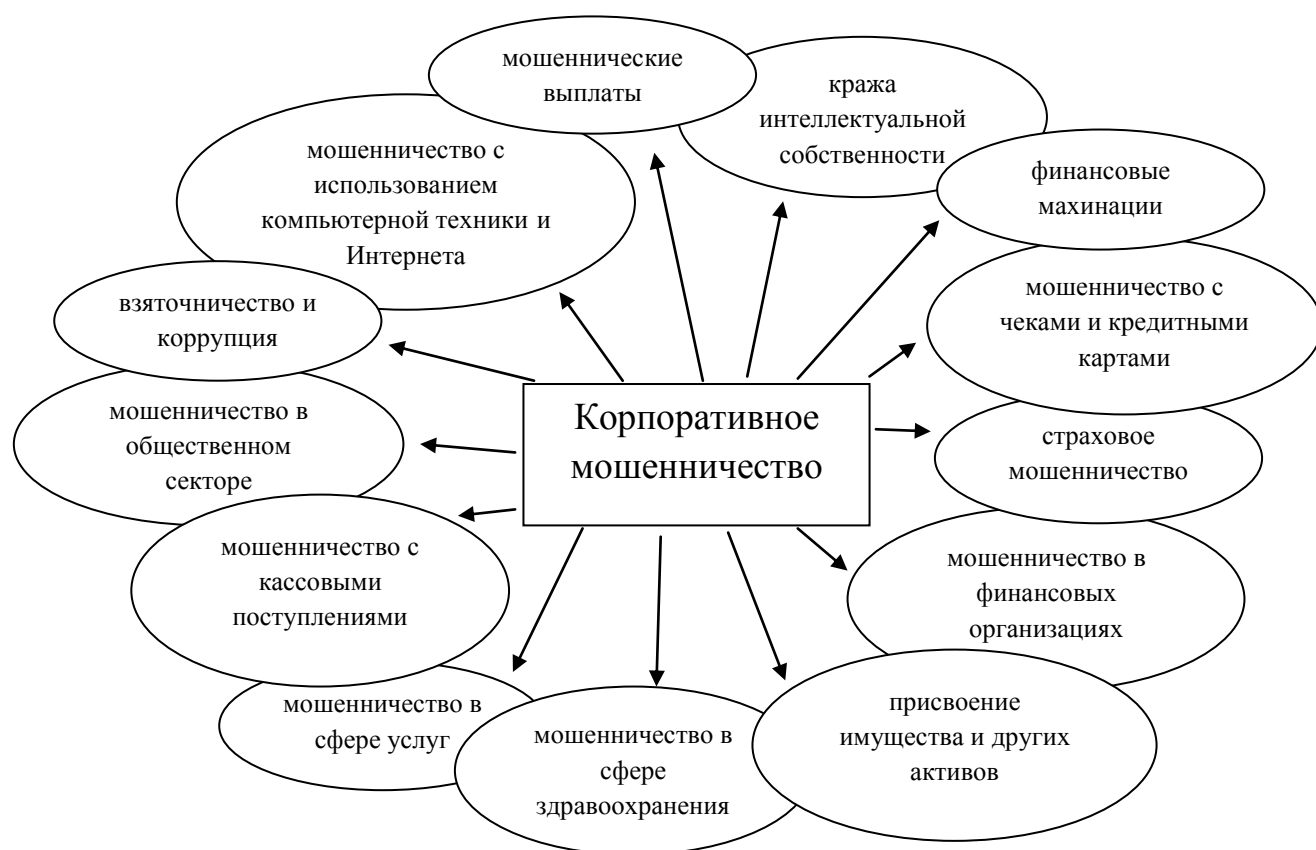 мошеннические
выплаты
кража
интеллектуальной
собственности
финансовые
махинации
мошенничество с
использованием
компьютерной техники и
Интернета
мошенничество с
чеками и кредитными
картами
взяточничество и
коррупция
Корпоративное
мошенничество
мошенничество в
общественном
секторе
страховое
мошенничество
мошенничество с
кассовыми
поступлениями
мошенничество в
финансовых
организациях
мошенничество в
сфере услуг
мошенничество в
сфере
здравоохранения
присвоение
имущества и других
активов